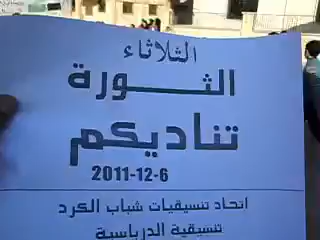 الثلاثاء
الثورة
تناديكم
2011-12-6
اتحاد تنسيقيات شباب الكرد
تنسيقية الدرباسية